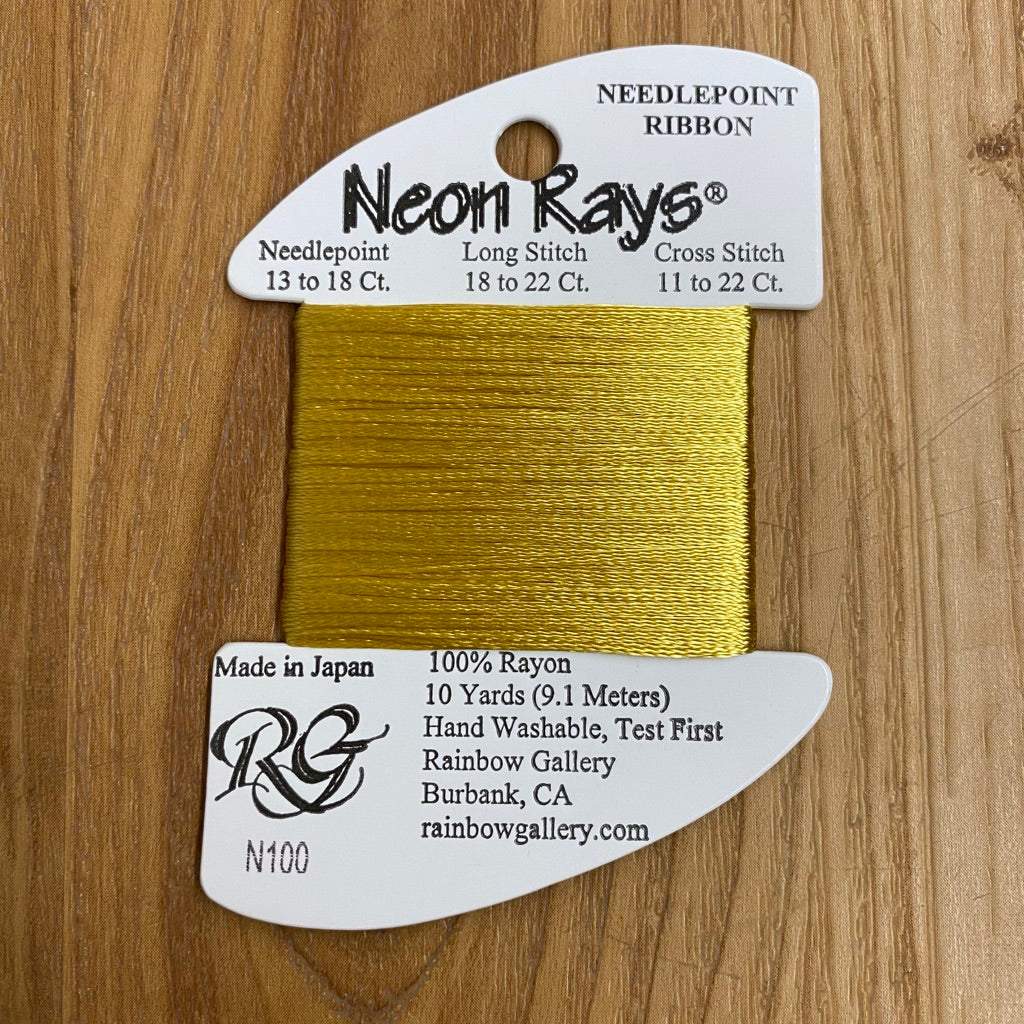 NEEDLEPOINT
RIBBON
Neon Rays®
Needlepoint Long Stitch Cross Stitch
13 to 18 Ct. 18 to 22 Ct. 11 to 22 Ct.
Made in Japan
RG
N100
100% Rayon
10 Yards (9.1 Meters)
Hand Washable, Test First
Rainbow Gallery
Burbank, CA
rainbowgallery.com